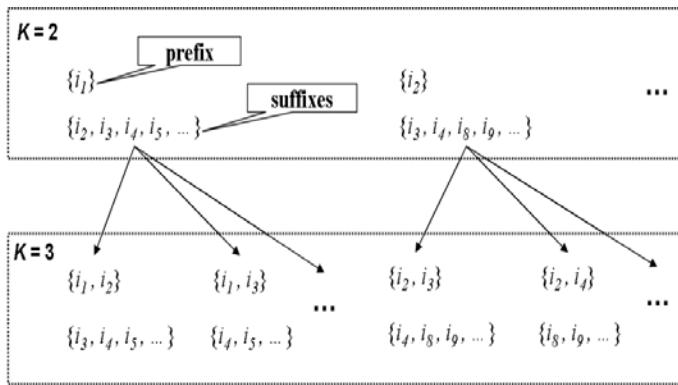 K = 2
prefix
{i₁}
{i₂}
...
suffixes
{i₂, i₃, i₄, i₅, ...}
{i₃, i₄, i₈, i₉, ...}
K = 3
{i₁, i₂}
{i₁, i₃}
...
{i₂, i₃}
{i₂, i₄}
...
{i₃, i₄, i₅, ...}
{i₄, i₅, ...}
{i₄, i₈, i₉, ...}
{i₈, i₉, ...}